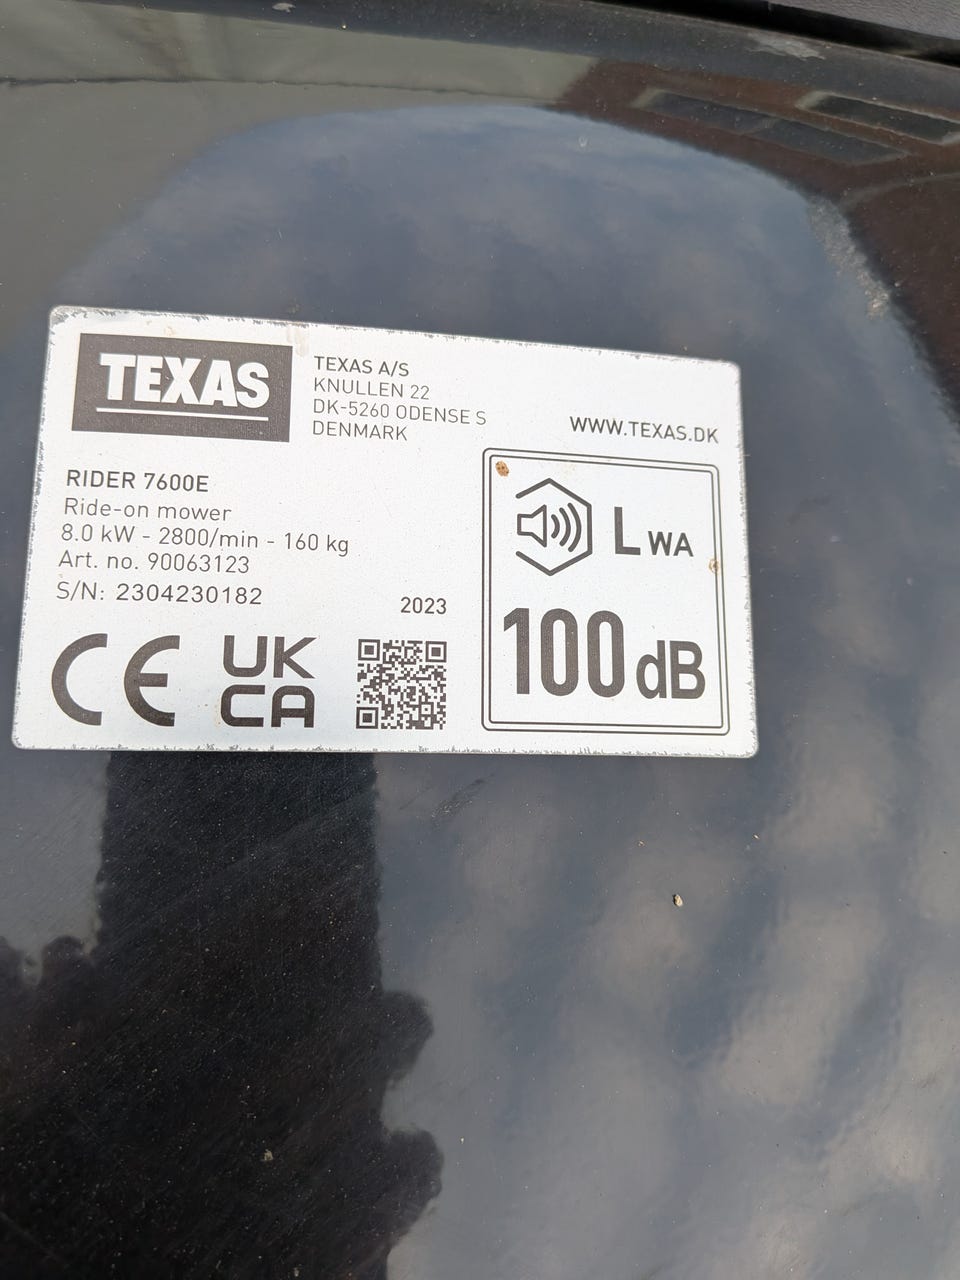 TEXAS
TEXAS A/S
KNULLEN 22
DK-5260 ODENSE S
DENMARK
WWW.TEXAS.DK
RIDER 7600E
Ride-on mower
8.0 kW - 2800/min - 160 kg
Art. no. 90063123
S/N: 2304230182
2023
CE
UK
CA
LWA
100 dB